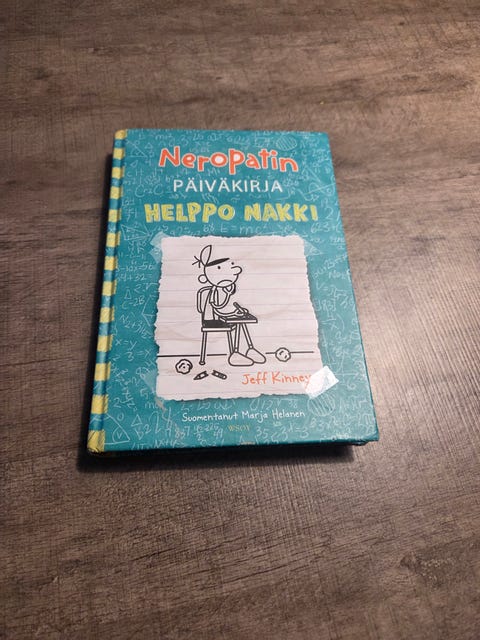 Neropatin
PÄIVÄKIRJA
HELPPO NAKKI
Jeff Kinney
Suomentanut Marja Helanen
WSOY